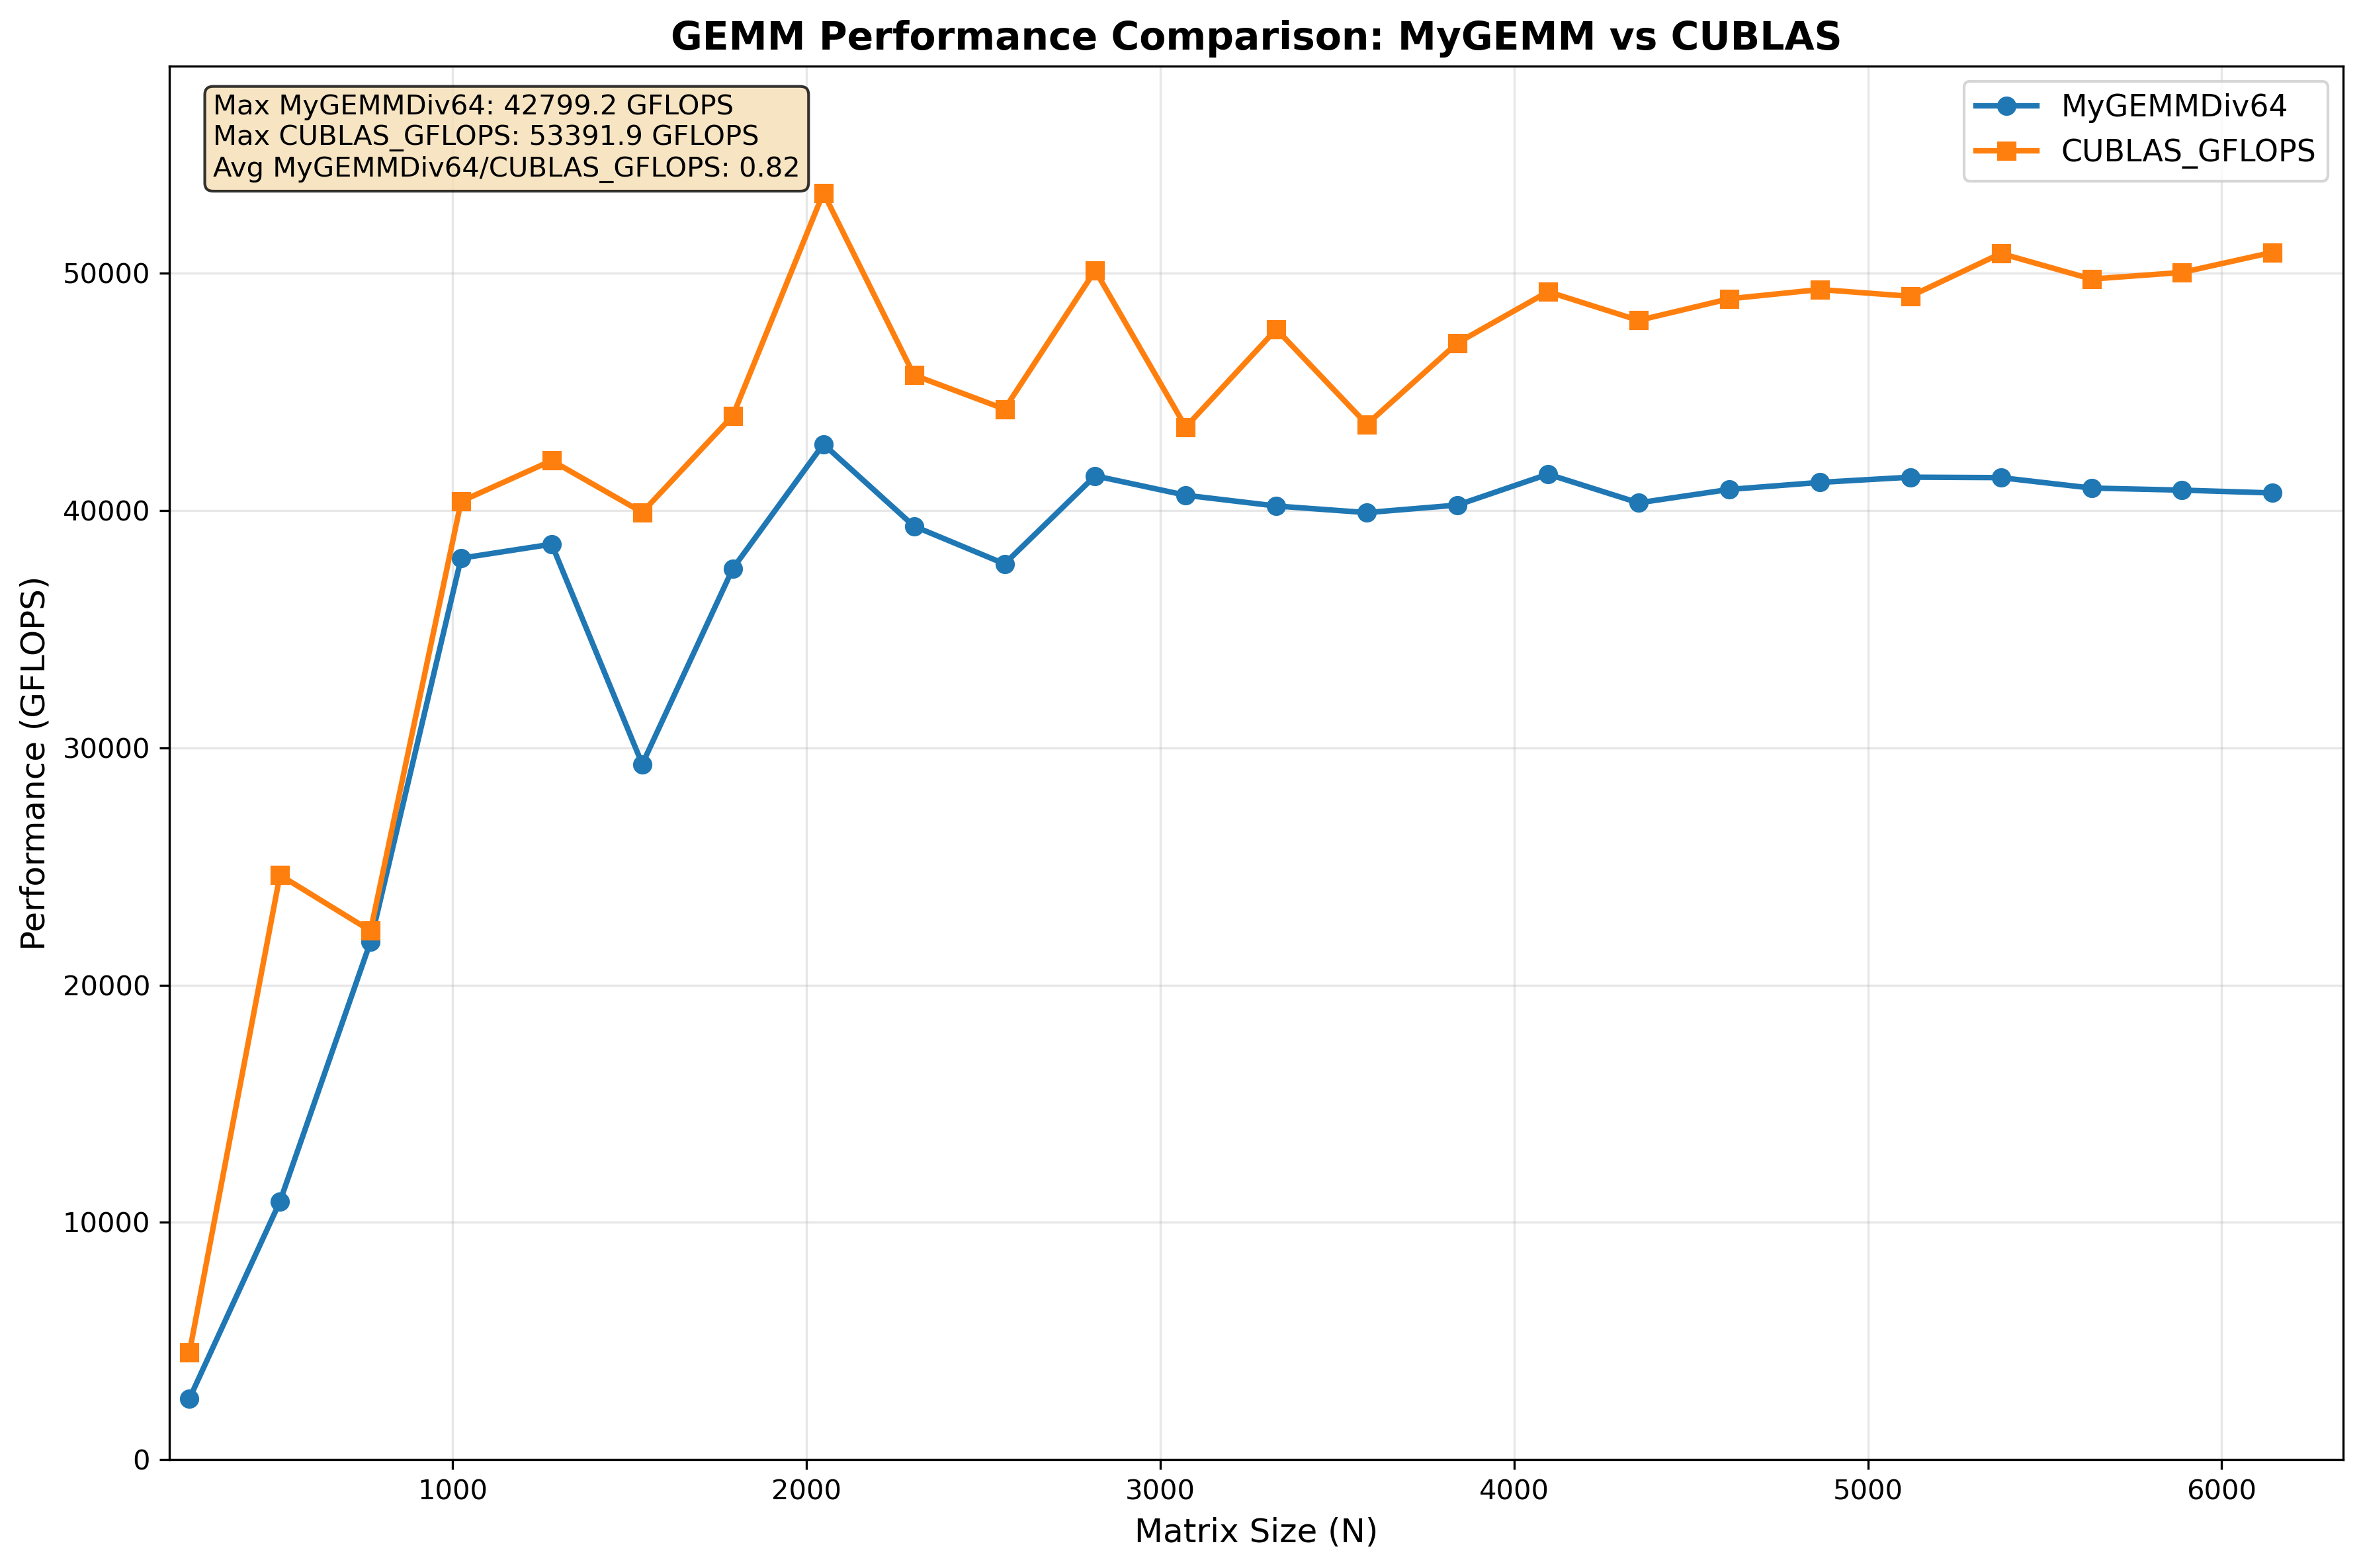 GEMM Performance Comparison: MyGEMM vs CUBLAS
Max MyGEMMDiv64: 42799.2 GFLOPS
Max CUBLAS_GFLOPS: 53391.9 GFLOPS
Avg MyGEMMDiv64/CUBLAS_GFLOPS: 0.82
MyGEMMDiv64
CUBLAS_GFLOPS
Performance (GFLOPS)
50000
40000
30000
20000
10000
0
1000 2000 3000 4000 5000 6000
Matrix Size (N)